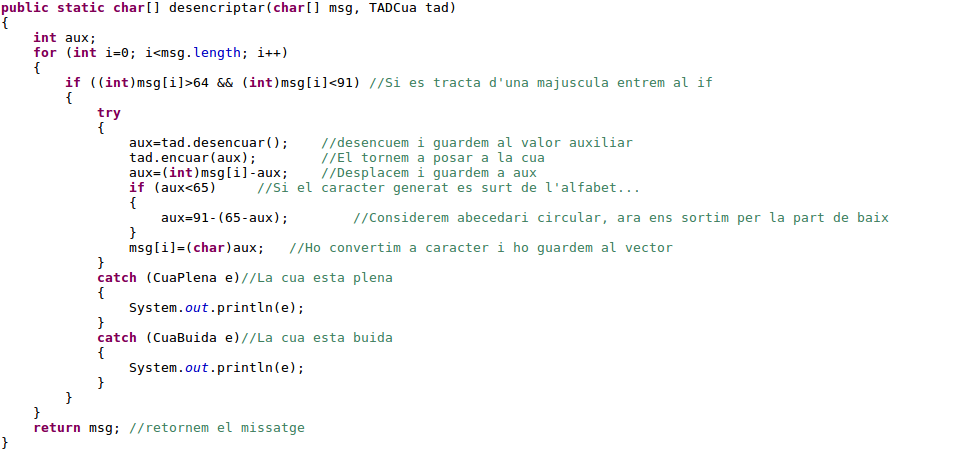 public static char[] desencriptar(char[] msg, TADCua tad)
{
    int aux;
    for (int i=0; i<msg.length; i++)
    {
        if ((int)msg[i]>64 && (int)msg[i]<91) //Si es tracta d'una majuscula entrem al if
        {
            try
            {
                aux=tad.desencuar();    //desencuem i guardem al valor auxiliar
                tad.encuar(aux);        //El tornem a posar a la cua
                aux=(int)msg[i]-aux;    //Desplacem i guardem a aux
                if (aux<65)     //Si el caracter generat es surt de l'alfabet...
                {
                    aux=91-(65-aux);        //Considerem abecedari circular, ara ens sortim per la part de baix
                }
                msg[i]=(char)aux;   //Ho convertim a caracter i ho guardem al vector
            }
            catch (CuaPlena e)//La cua esta plena
            {
                System.out.println(e);
            }
            catch (CuaBuida e)//La cua esta buida
            {
                System.out.println(e);
            }
        }
    }
    return msg; //retornem el missatge
}